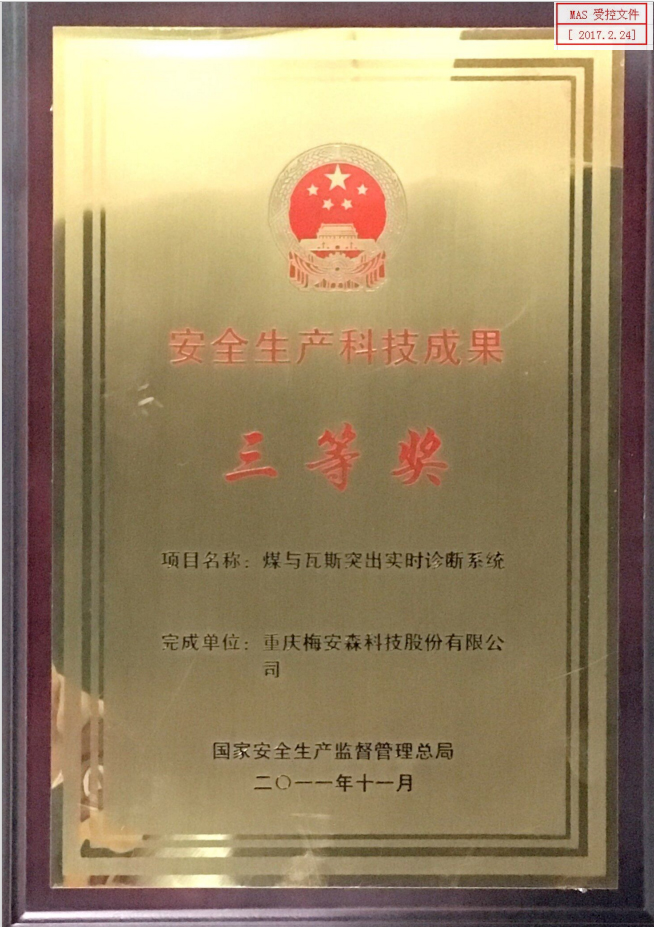 MAS 受控文件
[ 2017.2.24]
安全生产科技成果
三等奖
项目名称：煤与瓦斯突出实时诊断系统
完成单位：重庆梅安森科技股份有限公
司
国家安全生产监督管理总局
二〇一一年十一月